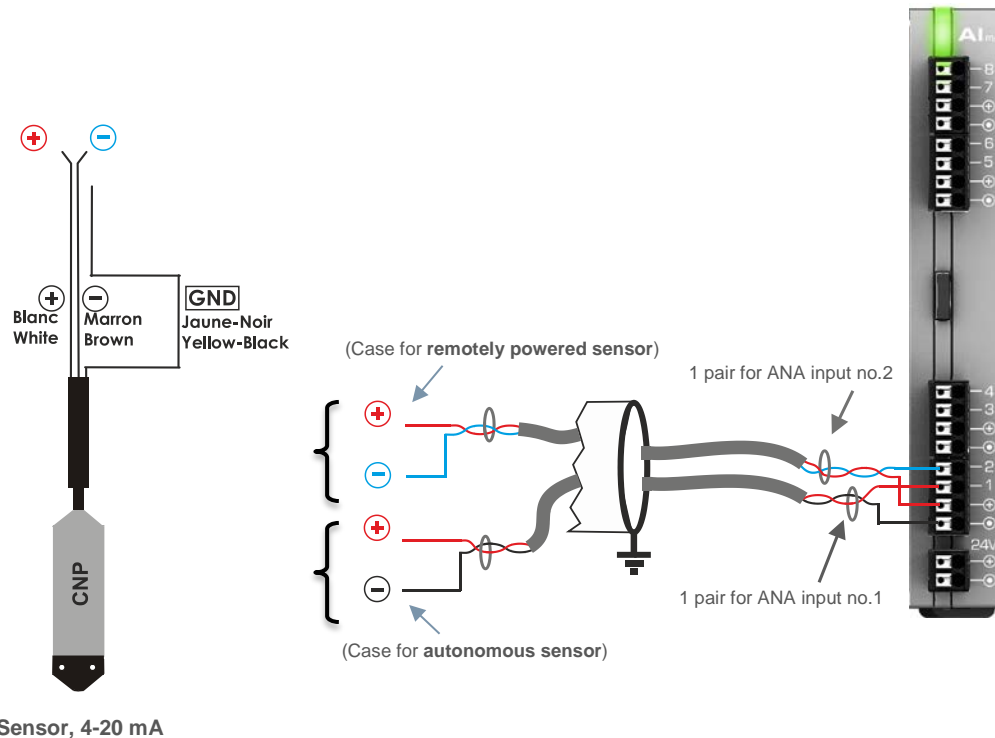 AI
8
7
⊕
⊙
6
5
⊕
⊙
+ −
+ −
Blanc Marron
White Brown
GND
Jaune-Noir
Yellow-Black
CNP
Sensor, 4-20 mA
(Case for remotely powered sensor)
+
−
+
−
(Case for autonomous sensor)
1 pair for ANA input no.2
1 pair for ANA input no.1
4
3
⊕
⊙
2
1
⊕
⊙
24V
⊕
⊙